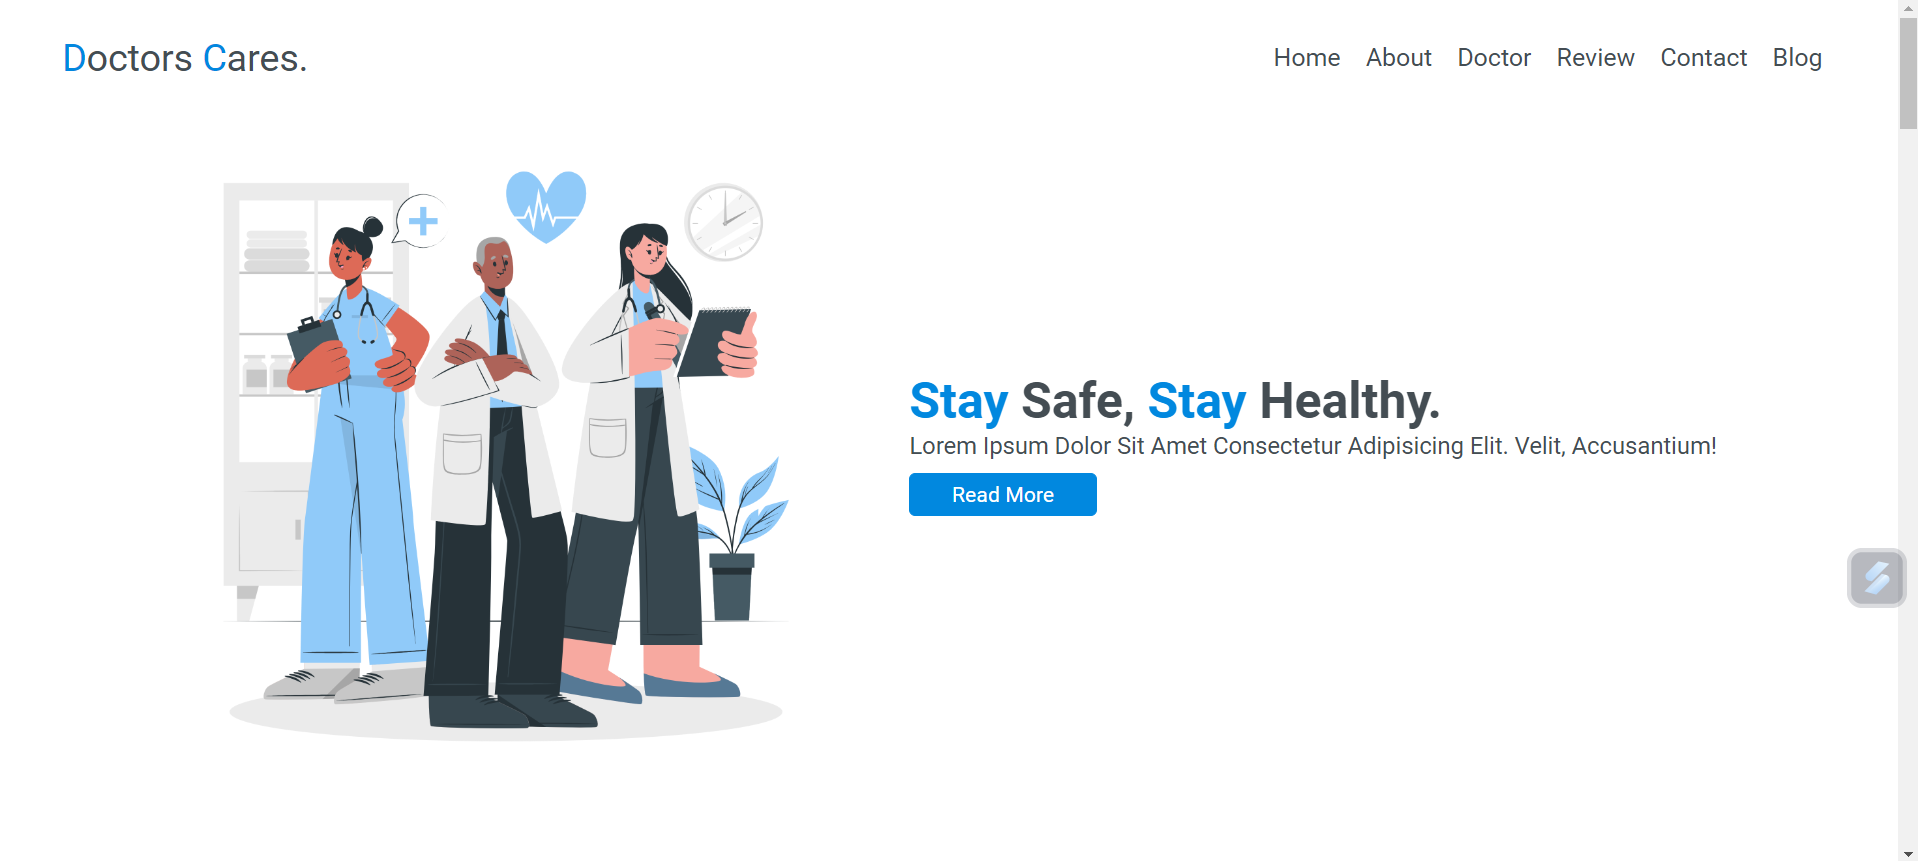 Doctors Cares.
Home About Doctor Review Contact Blog
Stay Safe, Stay Healthy.
Lorem Ipsum Dolor Sit Amet Consectetur Adipisicing Elit. Velit, Accusantium!
Read More